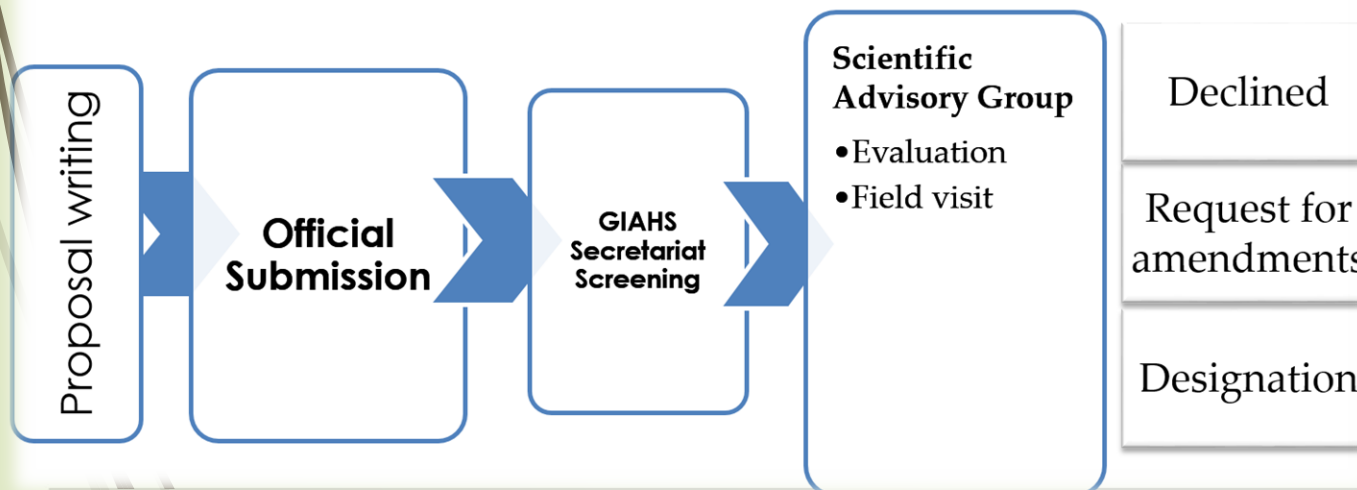 Proposal writing
Official
Submission
GIAHS
Secretariat
Screening
Scientific
Advisory Group
•Evaluation
•Field visit
Declined
Request for
amendments
Designation